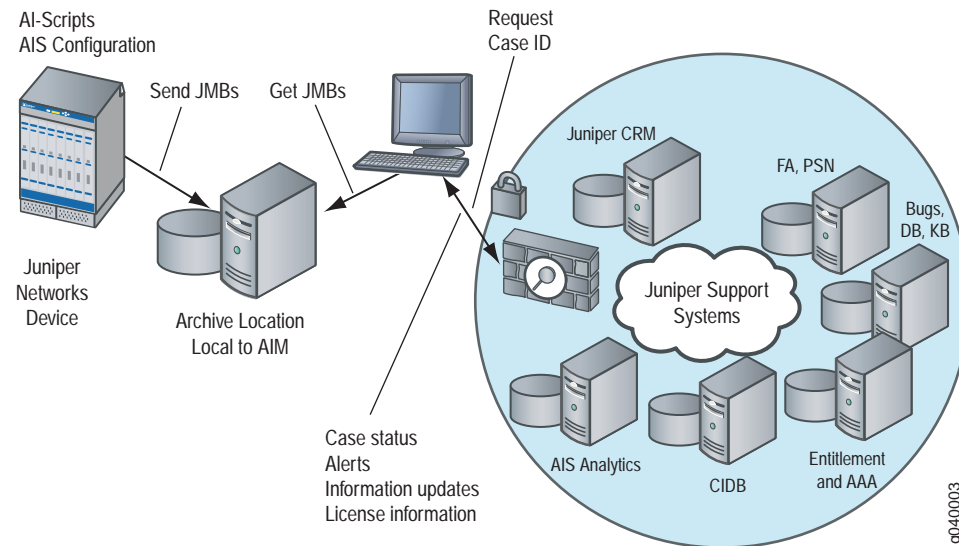 AI-Scripts
AIS Configuration
Send JMBs
Get JMBs
Request
Case ID
Juniper CRM
FA, PSN
Bugs,
DB, KB
Juniper
Networks
Device
Archive Location
Local to AIM
Juniper Support
Systems
Case status
Alerts
Information updates
License information
AIS Analytics
CIDB
Entitlement
and AAA
g040003